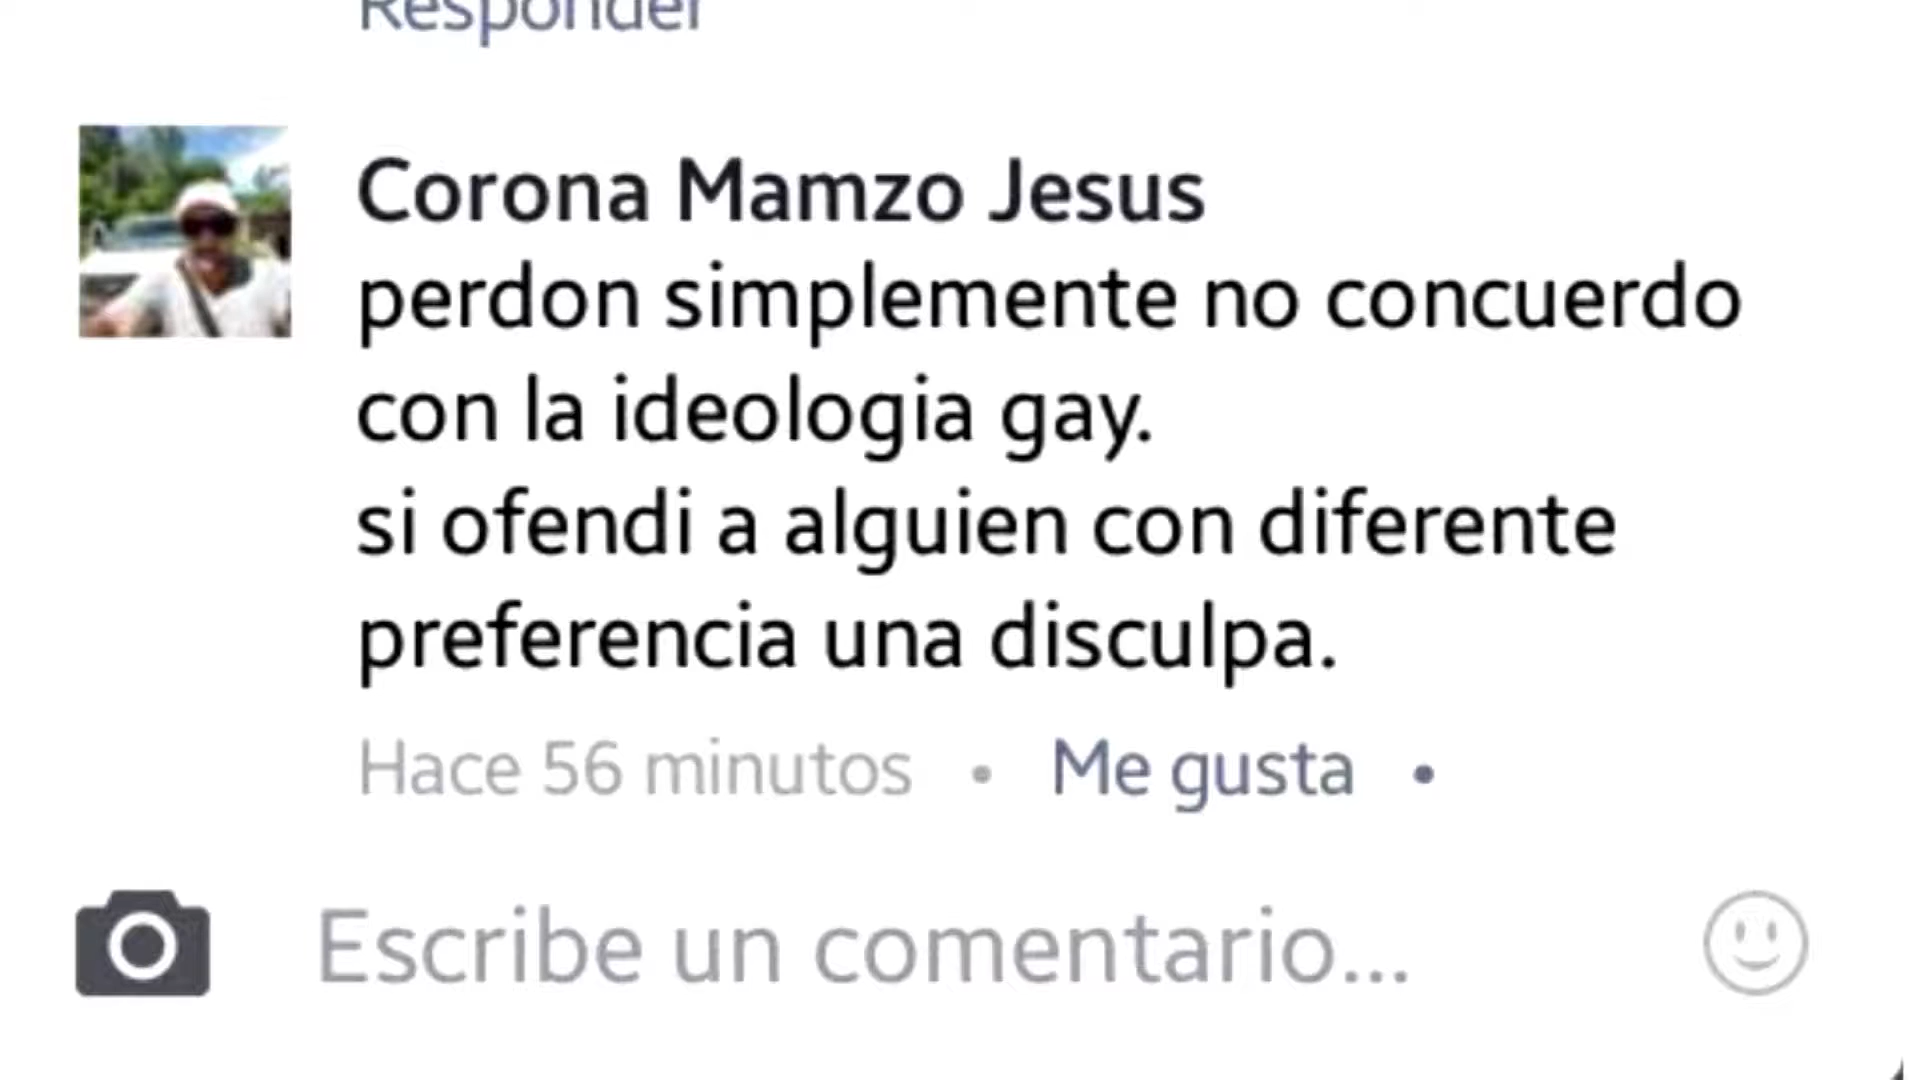 Responder
Corona Mamzo Jesus
perdon simplemente no concuerdo
con la ideologia gay.
si ofendi a alguien con diferente
preferencia una disculpa.
Hace 56 minutos • Me gusta •
Escribe un comentario...